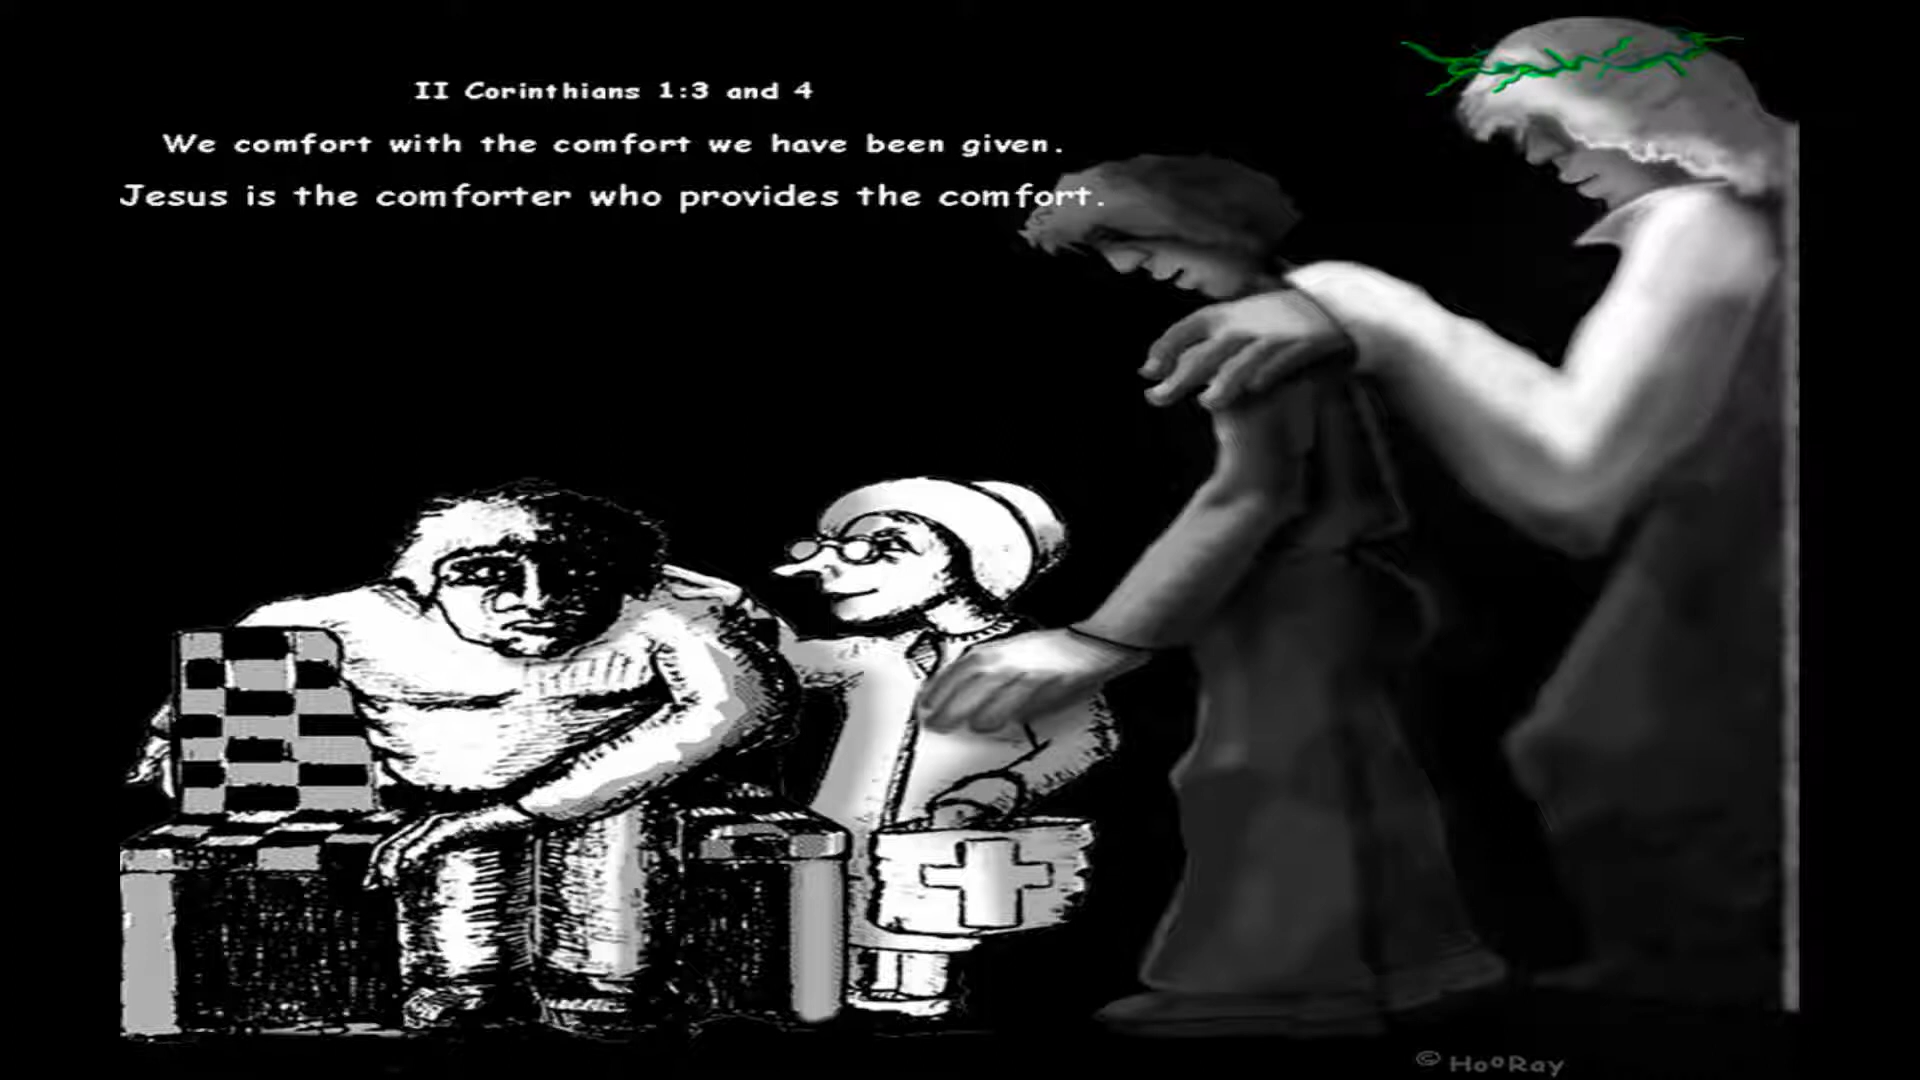 II Corinthians 1:3 and 4
We comfort with the comfort we have been given.
Jesus is the comforter who provides the comfort.
© HooRay